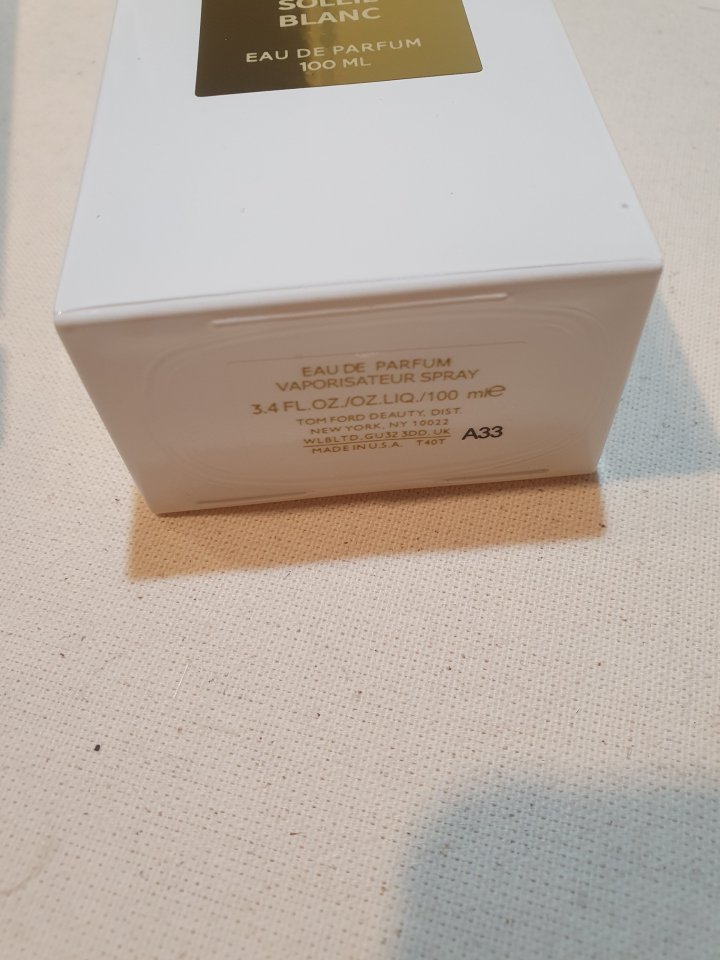 BLANC
EAU DE PARFUM
100 ML
EAU DE PARFUM
VAPORISATEUR SPRAY
3.4 FL.OZ./OZ.LIQ./100 ml℮
TOM FORD BEAUTY, DIST.
NEW YORK, NY 10022
WLBLTD.GU32 3DD.UK
MADE IN U.S.A. T40T
A33